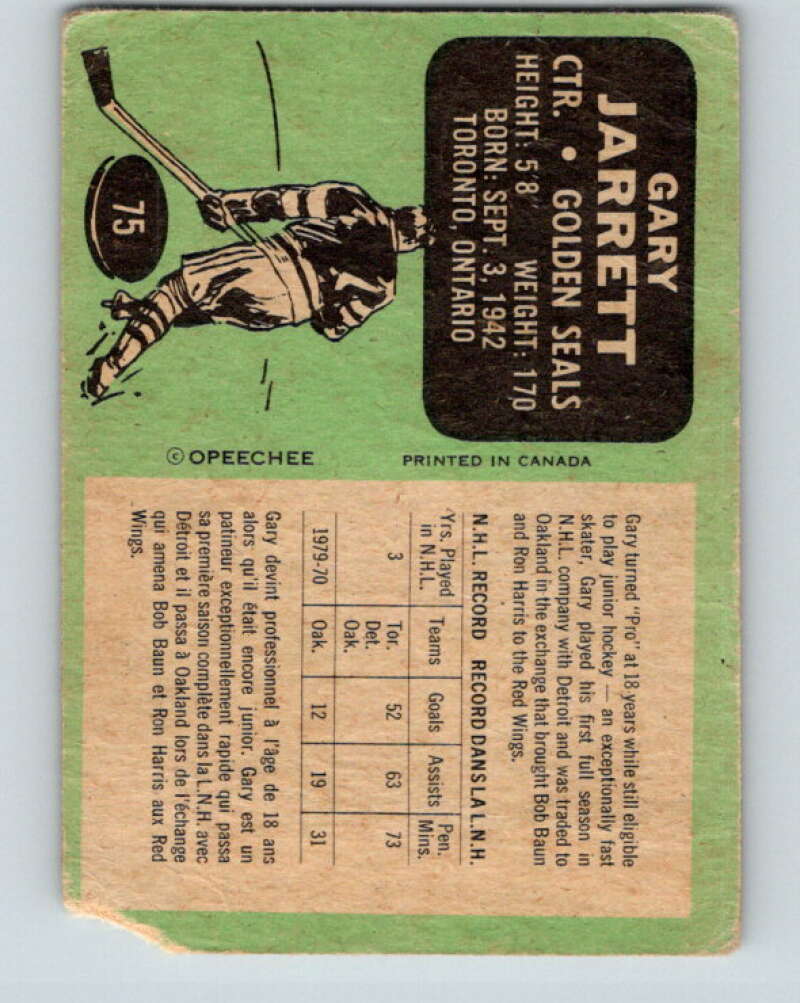 GARY
JARRETT
CTR. • GOLDEN SEALS
HEIGHT: 5'8" WEIGHT: 170
BORN: SEPT. 3, 1942
TORONTO, ONTARIO
75
© OPEECHEE PRINTED IN CANADA
Gary turned "Pro" at 18 years while still eligible
to play junior hockey — an exceptionally fast
skater, Gary played his first full season in
N.H.L. company with Detroit and was traded to
Oakland in the exchange that brought Bob Baun
and Ron Harris to the Red Wings.
N.H.L. RECORD RECORD DANS LA L.N.H.
Yrs. Played in N.H.L. Teams Goals Assists Pen. Mins.
3 Tor. 52 63 73
Det.
Oak.
1979-70 Oak. 12 19 31
Gary devint professionnel à l'âge de 18 ans
alors qu'il était encore junior. Gary est un
patineur exceptionnellement rapide qui passa
sa première saison complète dans la L.N.H. avec
Détroit et il passa à Oakland lors de l'échange
qui amena Bob Baun et Ron Harris aux Red
Wings.